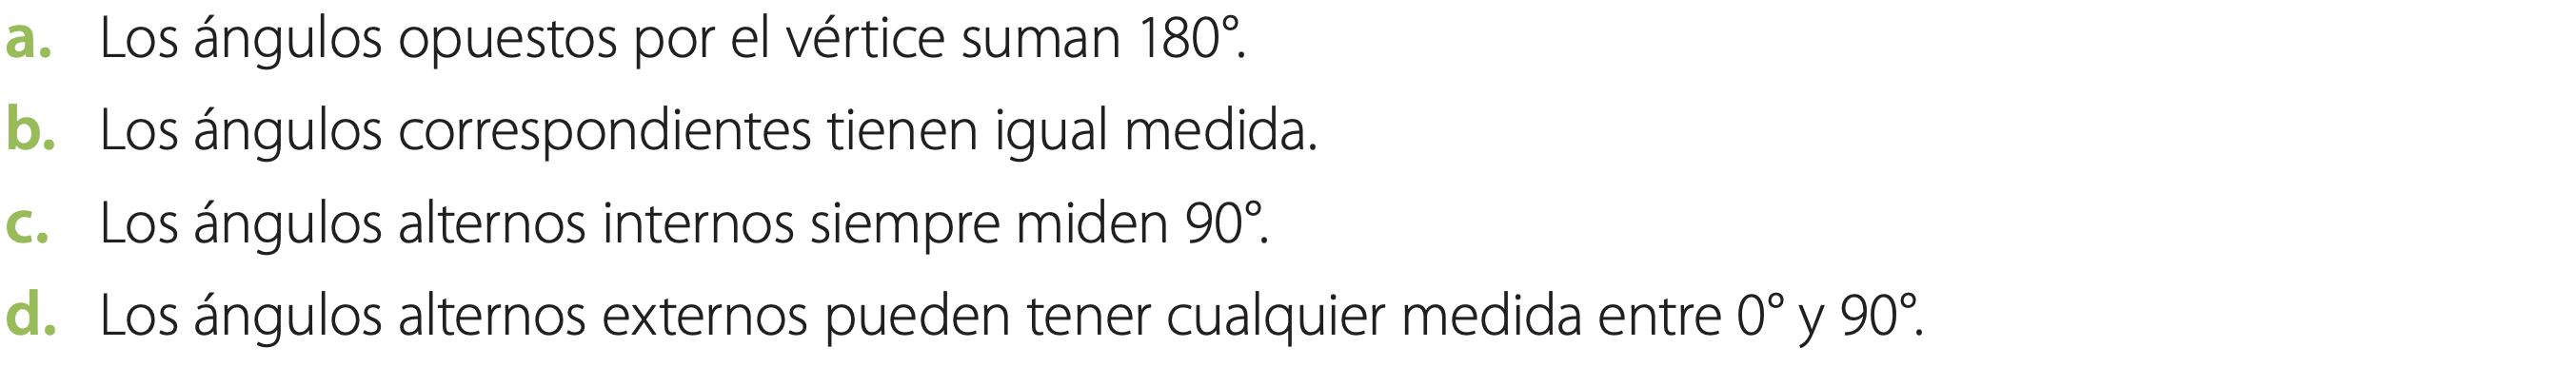 a. Los ángulos opuestos por el vértice suman 180°.
b. Los ángulos correspondientes tienen igual medida.
c. Los ángulos alternos internos siempre miden 90°.
d. Los ángulos alternos externos pueden tener cualquier medida entre 0° y 90°.